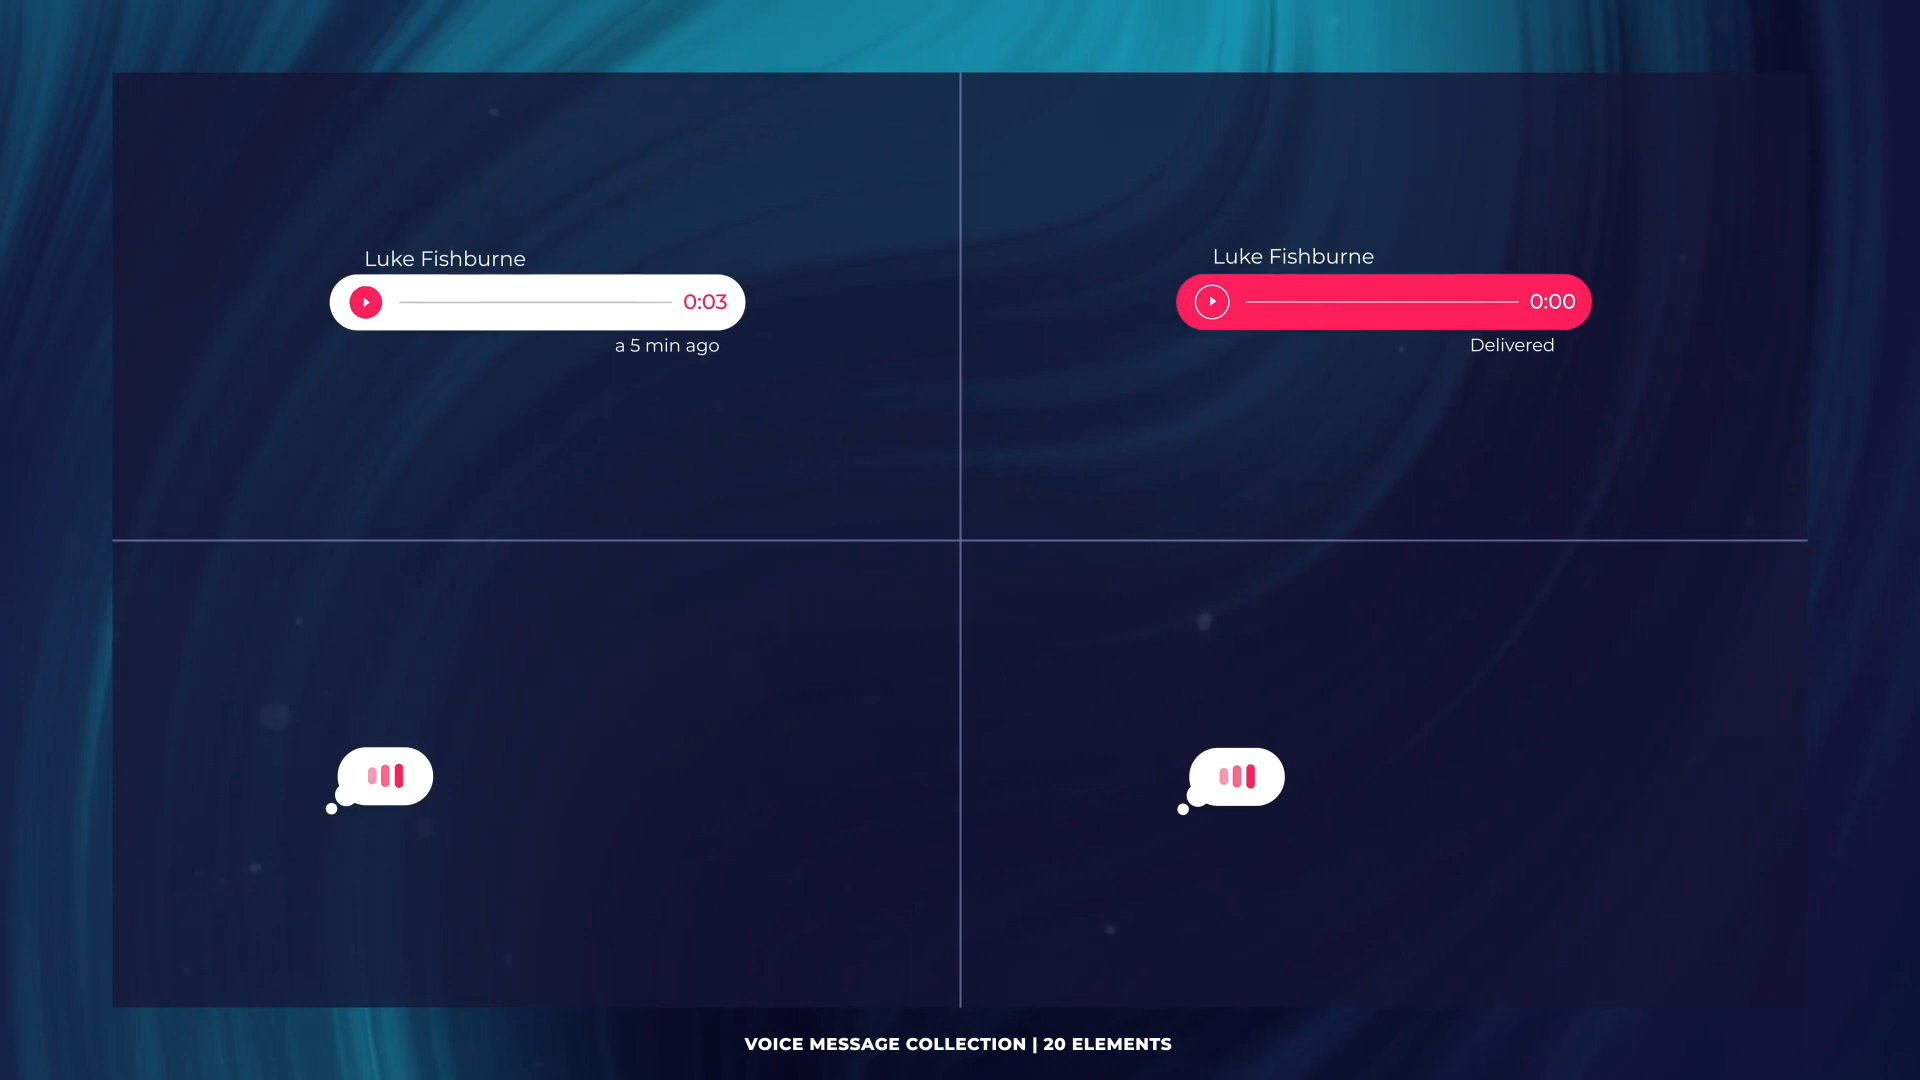 Luke Fishburne
0:03
a 5 min ago
Luke Fishburne
0:00
Delivered
VOICE MESSAGE COLLECTION | 20 ELEMENTS